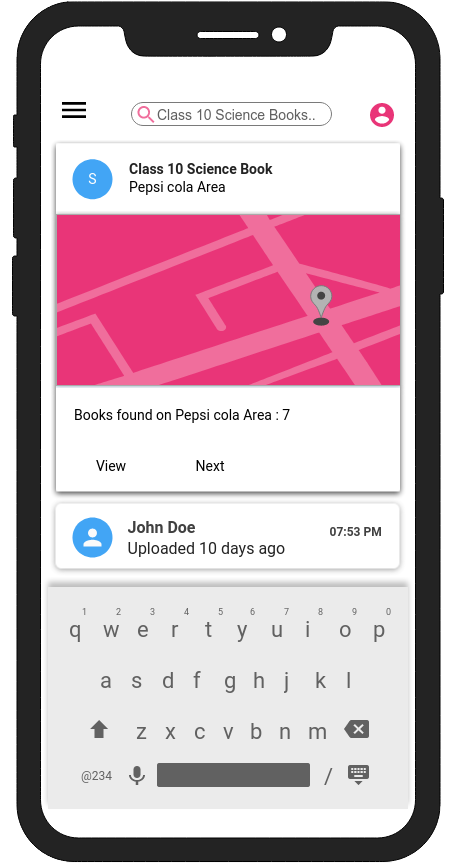 Class 10 Science Books..
S
Class 10 Science Book
Pepsi cola Area
Books found on Pepsi cola Area : 7
View Next
John Doe
07:53 PM
Uploaded 10 days ago
1 2 3 4 5 6 7 8 9 0
q w e r t y u i o p
a s d f g h j k l
z x c v b n m
@234 /